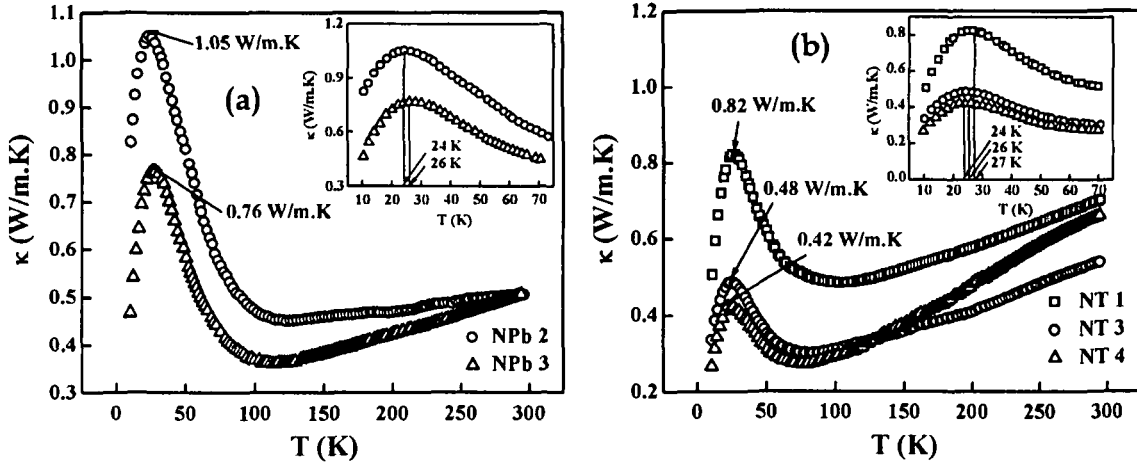 (a)
κ (W/m.K)
1.1
1.0
0.9
0.8
0.7
0.6
0.5
0.4
0.3
0 50 100 150 200 250 300
T (K)
1.05 W/m.K
0.76 W/m.K
NPb 2
NPb 3
κ (W/m.K)
1.2
0.9
0.6
0.3
10 20 30 40 50 60 70
T (K)
24 K
26 K
(b)
κ (W/m.K)
1.2
1.0
0.8
0.6
0.4
0.2
0 50 100 150 200 250 300
T (K)
0.82 W/m.K
0.48 W/m.K
0.42 W/m.K
NT 1
NT 3
NT 4
κ (W/m.K)
0.8
0.6
0.4
0.2
0.0
10 20 30 40 50 60 70
T (K)
24 K
26 K
27 K